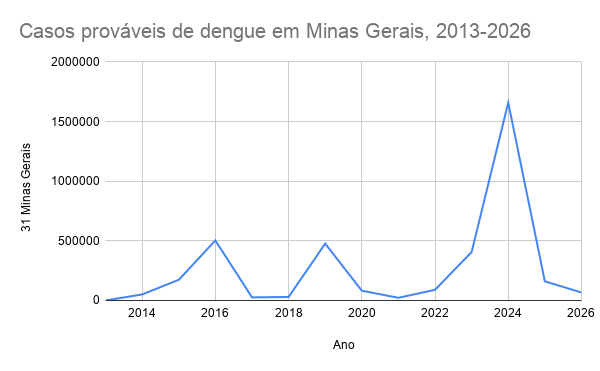 Casos prováveis de dengue em Minas Gerais, 2013-2026
2000000
1500000
1000000
500000
0
31 Minas Gerais
2014 2016 2018 2020 2022 2024 2026
Ano